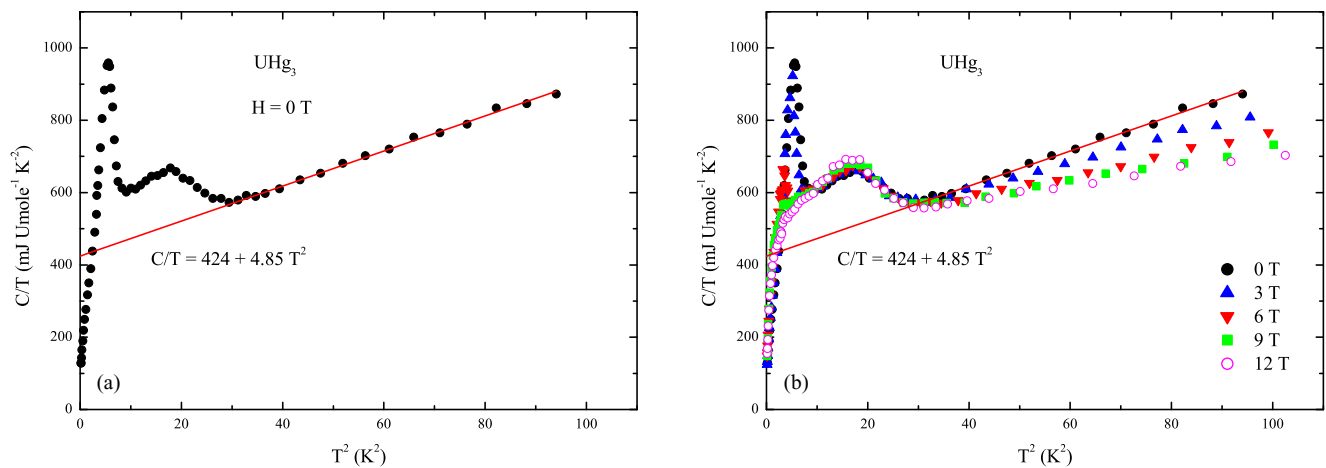 1000
800
600
400
200
0
C/T (mJ Umole⁻¹ K⁻²)
UHg₃
H = 0 T
C/T = 424 + 4.85 T²
(a)
0 20 40 60 80 100
T² (K²)
1000
800
600
400
200
0
C/T (mJ Umole⁻¹ K⁻²)
UHg₃
C/T = 424 + 4.85 T²
0 T
3 T
6 T
9 T
12 T
(b)
0 20 40 60 80 100
T² (K²)